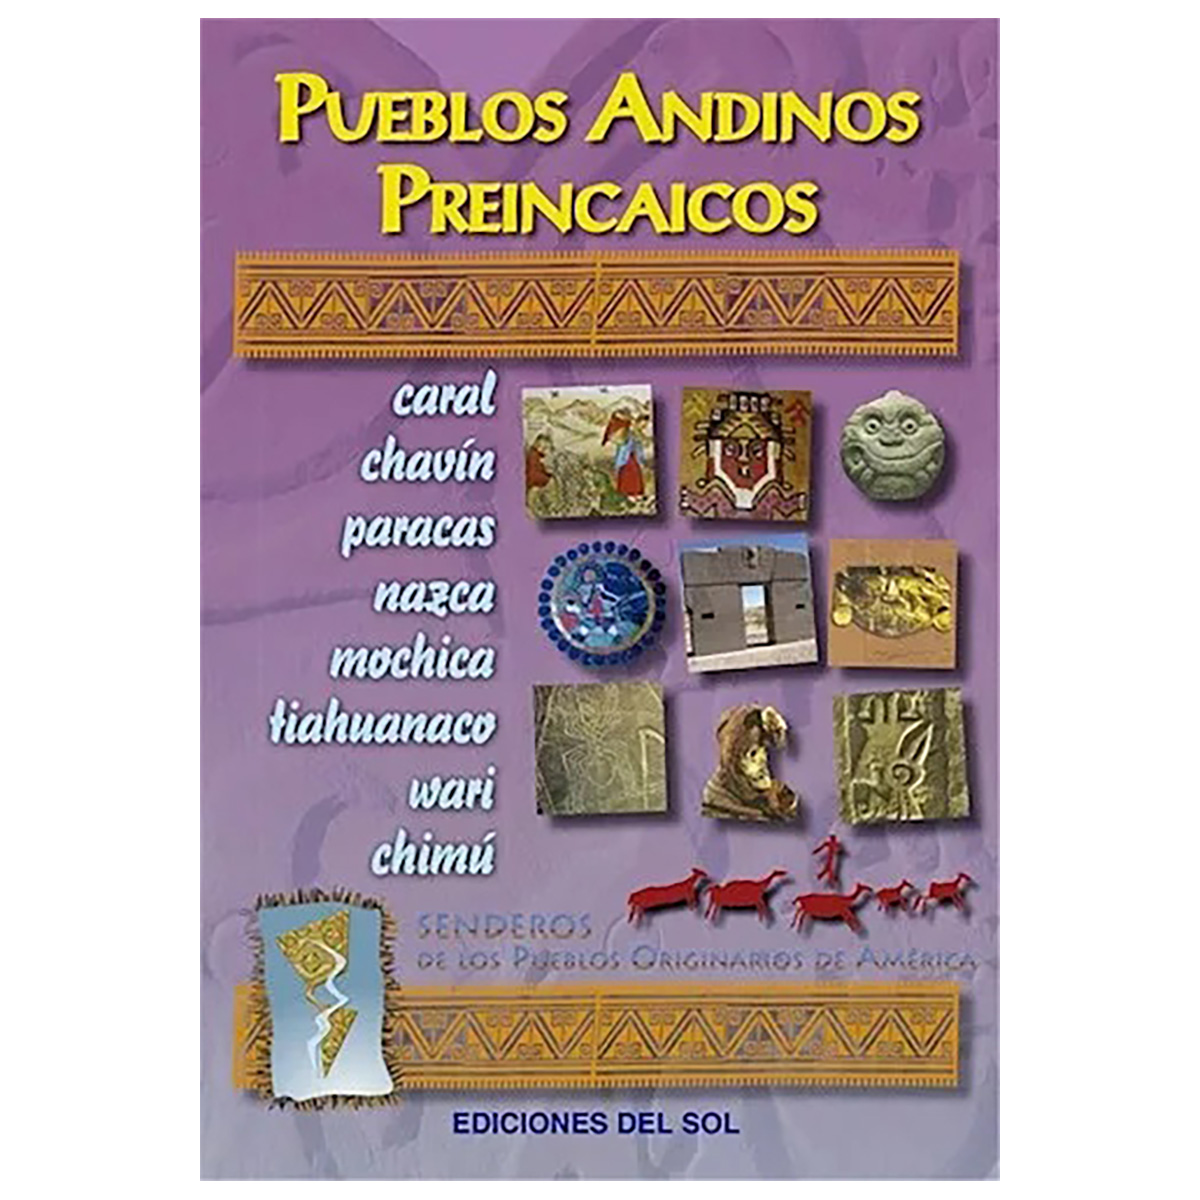 PUEBLOS ANDINOS
PREINCAICOS
caral
chavín
paracas
nazca
mochica
tiahuanaco
wari
chimú
SENDEROS
DE LOS PUEBLOS ORIGINARIOS DE AMÉRICA
EDICIONES DEL SOL